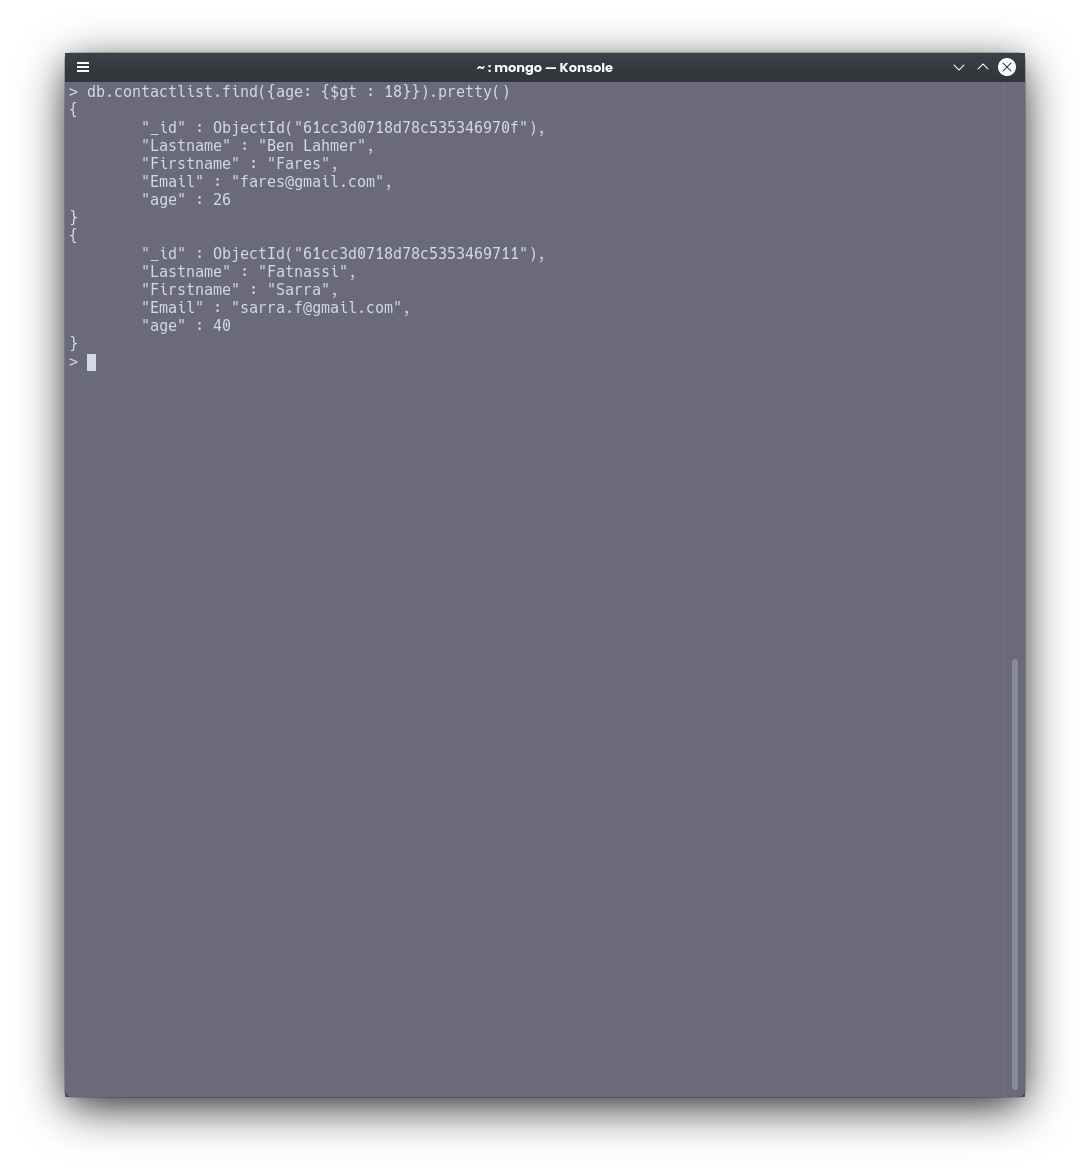 ~ : mongo — Konsole
> db.contactlist.find({age: {$gt : 18}}).pretty()
{
        "_id" : ObjectId("61cc3d0718d78c535346970f"),
        "Lastname" : "Ben Lahmer",
        "Firstname" : "Fares",
        "Email" : "fares@gmail.com",
        "age" : 26
}
{
        "_id" : ObjectId("61cc3d0718d78c5353469711"),
        "Lastname" : "Fatnassi",
        "Firstname" : "Sarra",
        "Email" : "sarra.f@gmail.com",
        "age" : 40
}
>